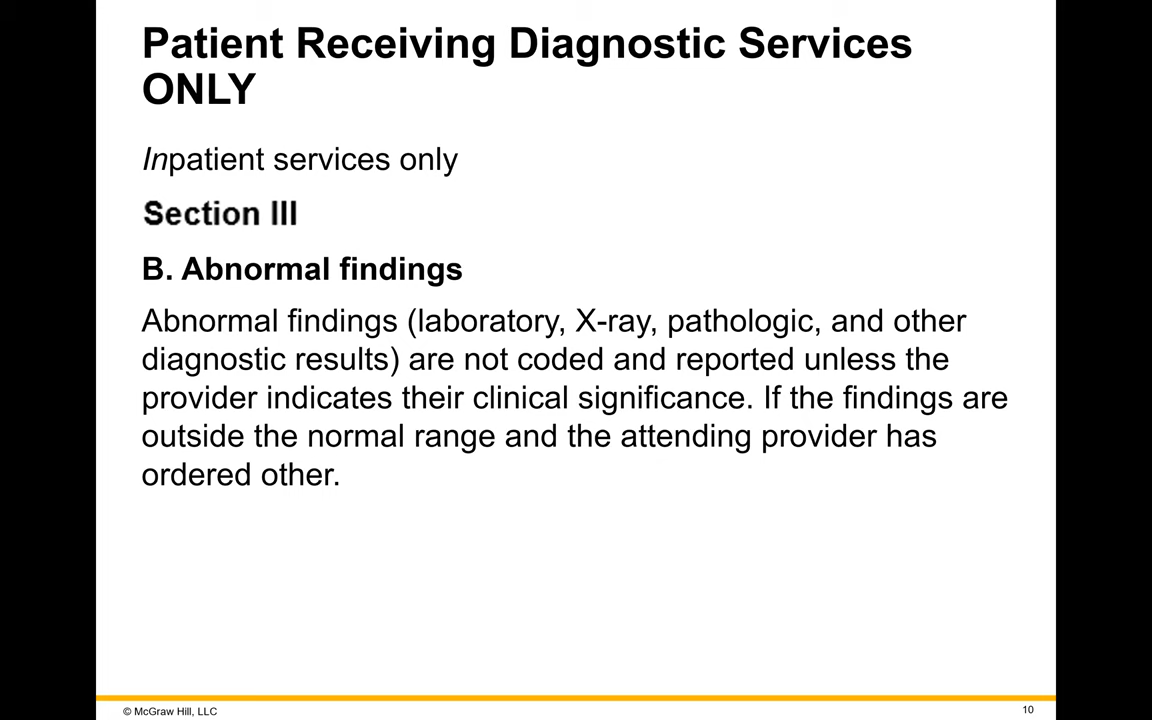 Patient Receiving Diagnostic Services
ONLY
Inpatient services only
Section III
B. Abnormal findings
Abnormal findings (laboratory, X-ray, pathologic, and other
diagnostic results) are not coded and reported unless the
provider indicates their clinical significance. If the findings are
outside the normal range and the attending provider has
ordered other.
© McGraw Hill, LLC
10